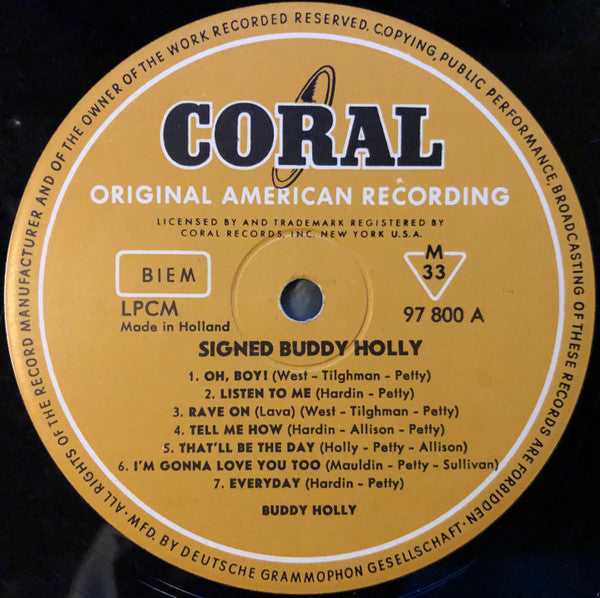 ·ALL RIGHTS OF THE RECORD MANUFACTURER AND OF THE OWNER OF THE WORK RECORDED RESERVED. COPYING, PUBLIC PERFORMANCE, BROADCASTING OF THESE RECORDS ARE FORBIDDEN·
CORAL
ORIGINAL AMERICAN RECORDING
LICENSED BY AND TRADEMARK REGISTERED BY
CORAL RECORDS, INC. NEW YORK U.S.A.
BIEM
M
33
LPCM
97 800 A
Made in Holland
SIGNED BUDDY HOLLY
1. OH, BOY! (West - Tilghman - Petty)
2. LISTEN TO ME (Hardin - Petty)
3. RAVE ON (Lava) (West - Tilghman - Petty)
4. TELL ME HOW (Hardin - Allison - Petty)
5. THAT'LL BE THE DAY (Holly - Petty - Allison)
6. I'M GONNA LOVE YOU TOO (Mauldin - Petty - Sullivan)
7. EVERYDAY (Hardin - Petty)
BUDDY HOLLY
MFD. BY DEUTSCHE GRAMMOPHON GESELLSCHAFT·